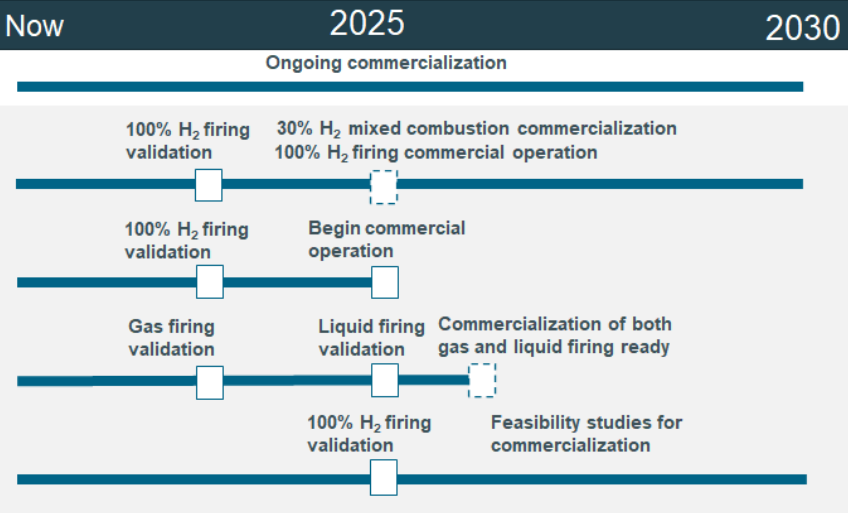 Now 2025 2030
Ongoing commercialization
100% H₂ firing
validation
30% H₂ mixed combustion commercialization
100% H₂ firing commercial operation
100% H₂ firing
validation
Begin commercial
operation
Gas firing
validation
Liquid firing
validation
Commercialization of both
gas and liquid firing ready
100% H₂ firing
validation
Feasibility studies for
commercialization